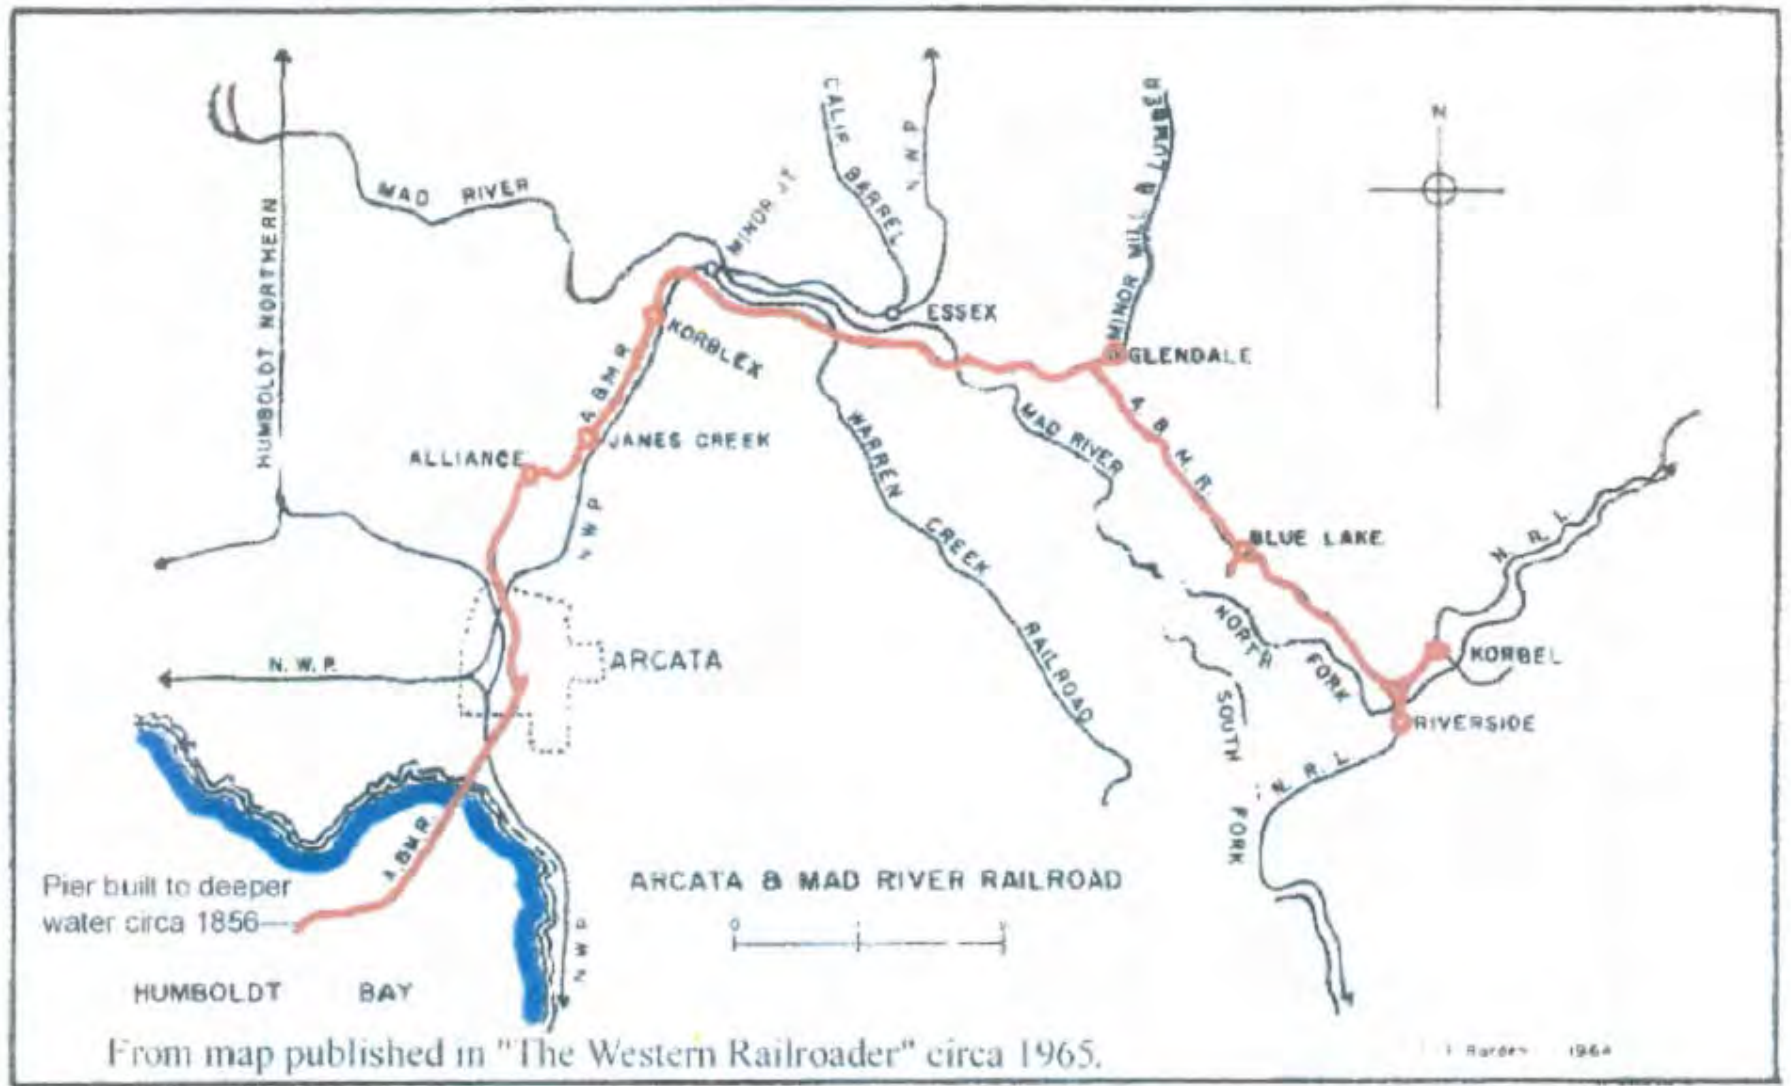 N
CALIF. BARREL
N.W.P.
MINOR MILL & LUMBER
MAD RIVER
MINOR JT.
HUMBOLDT NORTHERN
ESSEX
KORBLEX
GLENDALE
A & M R
A & M. R.
ALLIANCE
JANES CREEK
MAD RIVER
WARREN CREEK RAILROAD
N W P
BLUE LAKE
N. R. L.
NORTH FORK
ARCATA
N. W. P.
KORBEL
SOUTH FORK
RIVERSIDE
N. R. L.
A. & M. R.
Pier built to deeper
water circa 1856
ARCATA & MAD RIVER RAILROAD
0
N W P
HUMBOLDT BAY
From map published in "The Western Railroader" circa 1965.